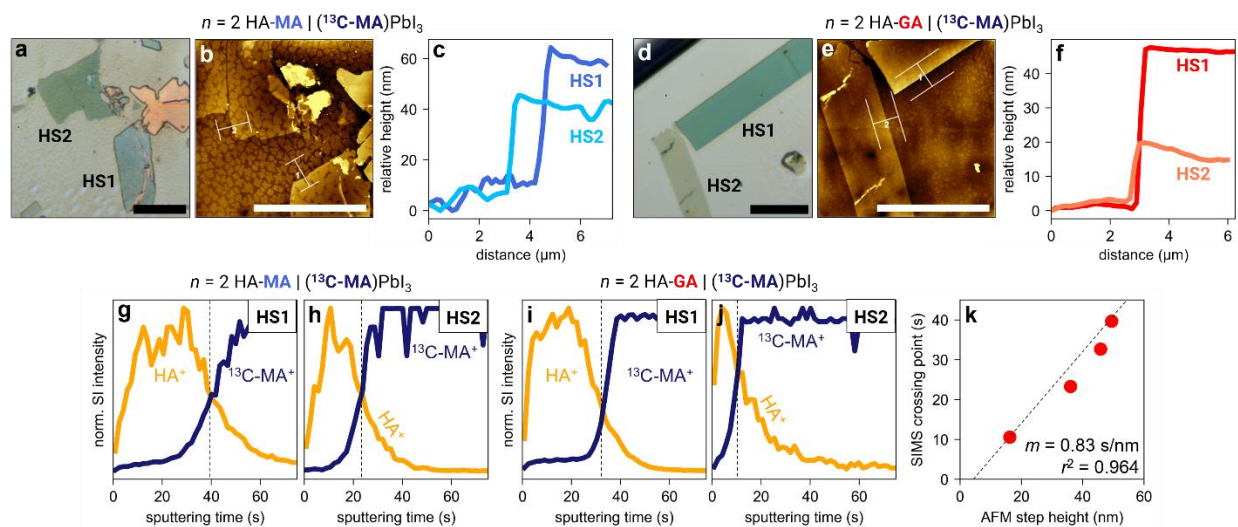 n = 2 HA-MA | (¹³C-MA)PbI₃
n = 2 HA-GA | (¹³C-MA)PbI₃
a
HS2
HS1
b
2
1
c
relative height (nm)
60
40
20
0
HS1
HS2
0 2 4 6
distance (µm)
d
HS1
HS2
e
1
2
f
relative height (nm)
50
40
30
20
10
0
HS1
HS2
0 2 4 6
distance (µm)
n = 2 HA-MA | (¹³C-MA)PbI₃
n = 2 HA-GA | (¹³C-MA)PbI₃
g
HS1
norm. SI intensity
HA⁺
¹³C-MA⁺
0 20 40 60
sputtering time (s)
h
HS2
¹³C-MA⁺
HA⁺
0 20 40 60
sputtering time (s)
i
HS1
norm. SI intensity
HA⁺
¹³C-MA⁺
0 20 40 60
sputtering time (s)
j
HS2
¹³C-MA⁺
HA⁺
0 20 40 60
sputtering time (s)
k
SIMS crossing point (s)
40
30
20
10
0
m = 0.83 s/nm
r² = 0.964
0 20 40 60
AFM step height (nm)